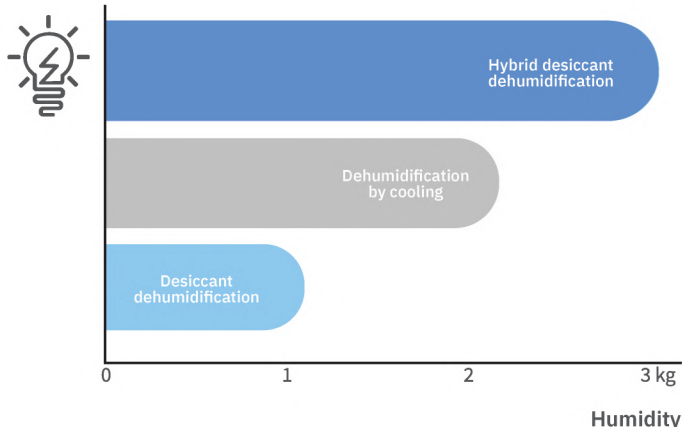 Hybrid desiccant
dehumidification
Dehumidification
by cooling
Desiccant
dehumidification
0 1 2 3 kg
Humidity